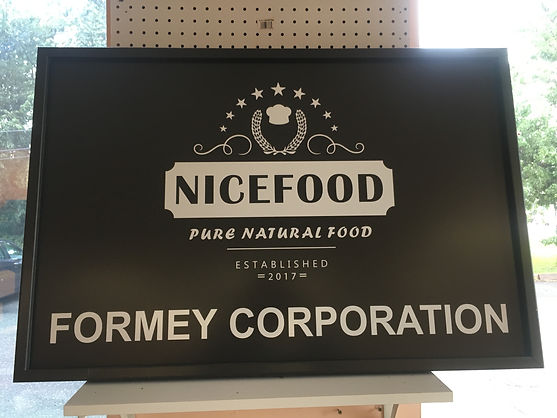 NICEFOOD
PURE NATURAL FOOD
ESTABLISHED
=2017=
FORMEY CORPORATION